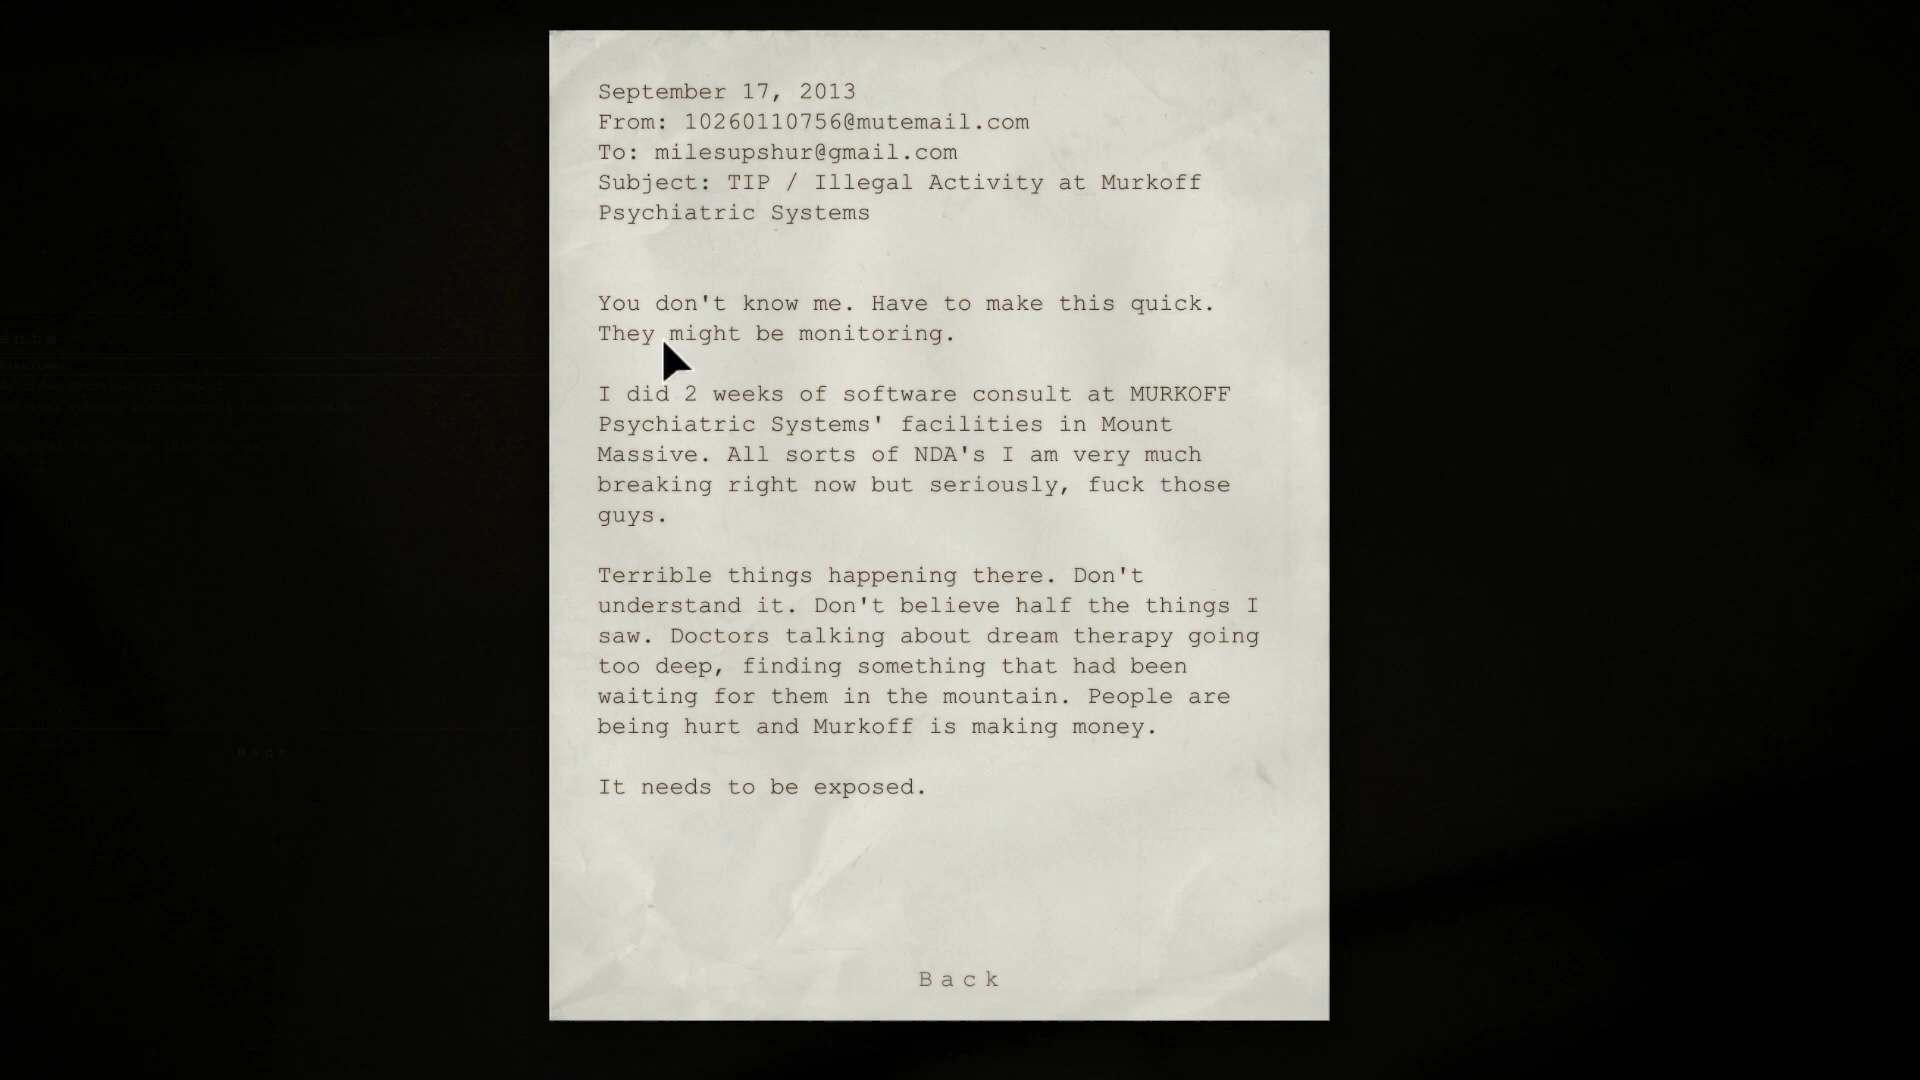 September 17, 2013
From: 10260110756@mutemail.com
To: milesupshur@gmail.com
Subject: TIP / Illegal Activity at Murkoff
Psychiatric Systems
You don't know me. Have to make this quick.
They might be monitoring.
I did 2 weeks of software consult at MURKOFF
Psychiatric Systems' facilities in Mount
Massive. All sorts of NDA's I am very much
breaking right now but seriously, fuck those
guys.
Terrible things happening there. Don't
understand it. Don't believe half the things I
saw. Doctors talking about dream therapy going
too deep, finding something that had been
waiting for them in the mountain. People are
being hurt and Murkoff is making money.
It needs to be exposed.
Back
ents
Back